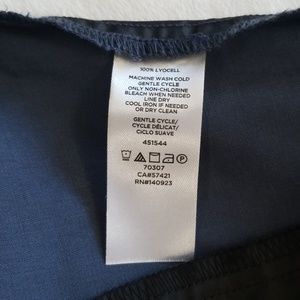 100% LYOCELL
MACHINE WASH COLD
GENTLE CYCLE
ONLY NON-CHLORINE
BLEACH WHEN NEEDED
LINE DRY
COOL IRON IF NEEDED
OR DRY CLEAN
GENTLE CYCLE/
CYCLE DÉLICAT/
CICLO SUAVE
451544
P
70307
CA#57421
RN#140923